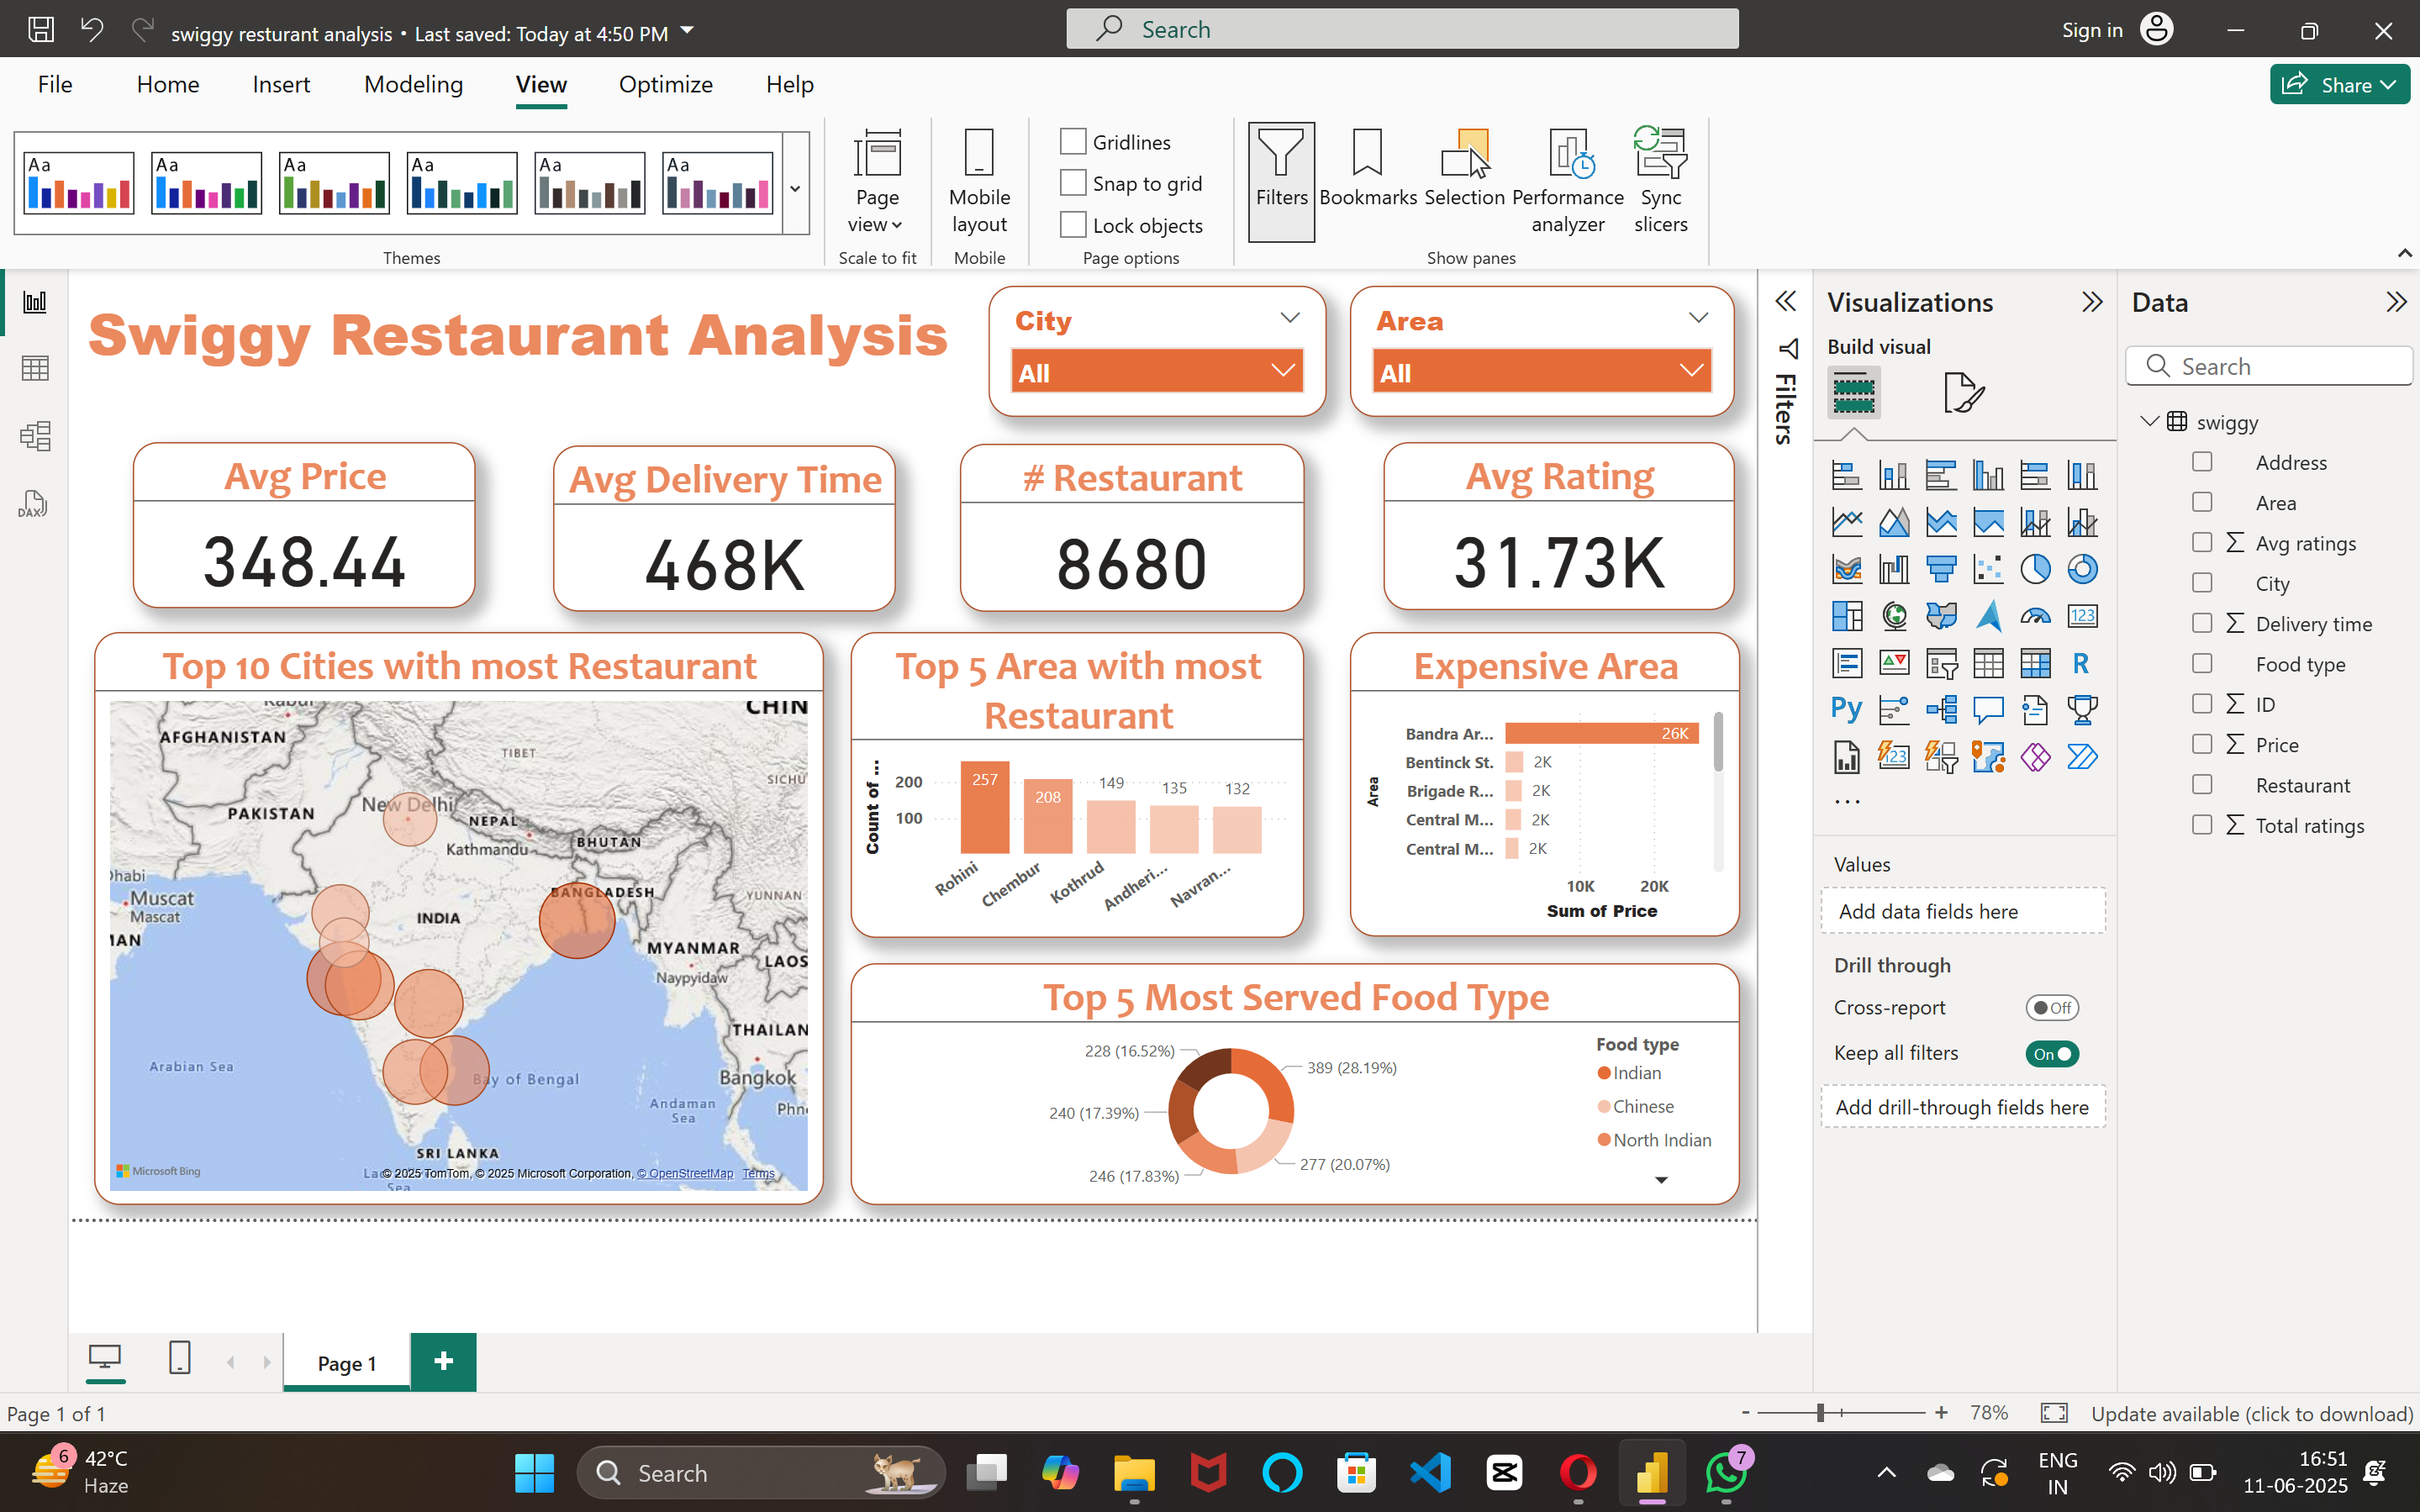 swiggy resturant analysis • Last saved: Today at 4:50 PM
Search
Sign in
File Home Insert Modeling View Optimize Help
Share
Aa Aa Aa Aa Aa Aa
Themes
Page view
Scale to fit
Mobile layout
Mobile
Gridlines
Snap to grid
Lock objects
Page options
Filters
Bookmarks
Selection
Performance analyzer
Sync slicers
Show panes
DAX
Swiggy Restaurant Analysis
City
All
Area
All
Avg Price
348.44
Avg Delivery Time
468K
# Restaurant
8680
Avg Rating
31.73K
Top 10 Cities with most Restaurant
CHIN
AFGHANISTAN
TIBET
SICHU
PAKISTAN
New Delhi
NEPAL
Kathmandu
BHUTAN
Dhabi
Muscat
Mascat
BANGLADESH
YUNNAN
INDIA
MAN
MYANMAR
LAOS
Naypyidaw
THAILAN
Arabian Sea
Bay of Bengal
Bangkok
Andaman
Sea
Phn
SRI LANKA
Microsoft Bing
© 2025 TomTom, © 2025 Microsoft Corporation, © OpenStreetMap Terms
Top 5 Area with most
Restaurant
Count of ...
200
100
257
208
149
135
132
Rohini
Chembur
Kothrud
Andheri...
Navran...
Expensive Area
Area
Bandra Ar... 26K
Bentinck St. 2K
Brigade R... 2K
Central M... 2K
Central M... 2K
10K 20K
Sum of Price
Top 5 Most Served Food Type
228 (16.52%)
389 (28.19%)
240 (17.39%)
246 (17.83%)
277 (20.07%)
Food type
Indian
Chinese
North Indian
Filters
Visualizations
Build visual
123
R
Py
123
...
Values
Add data fields here
Drill through
Cross-report
Off
Keep all filters
On
Add drill-through fields here
Data
Search
swiggy
Address
Area
Avg ratings
City
Delivery time
Food type
ID
Price
Restaurant
Total ratings
Page 1
Page 1 of 1
- + 78%
Update available (click to download)
6
42°C
Haze
Search
7
ENG
IN
16:51
11-06-2025